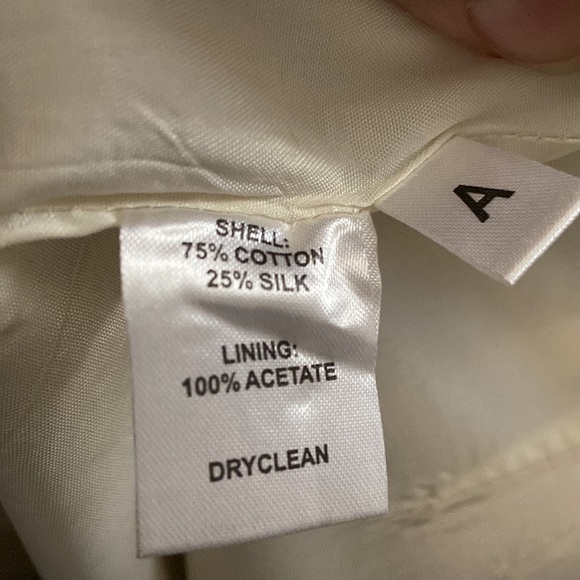 SHELL:
75% COTTON
25% SILK
LINING:
100% ACETATE
DRYCLEAN
A